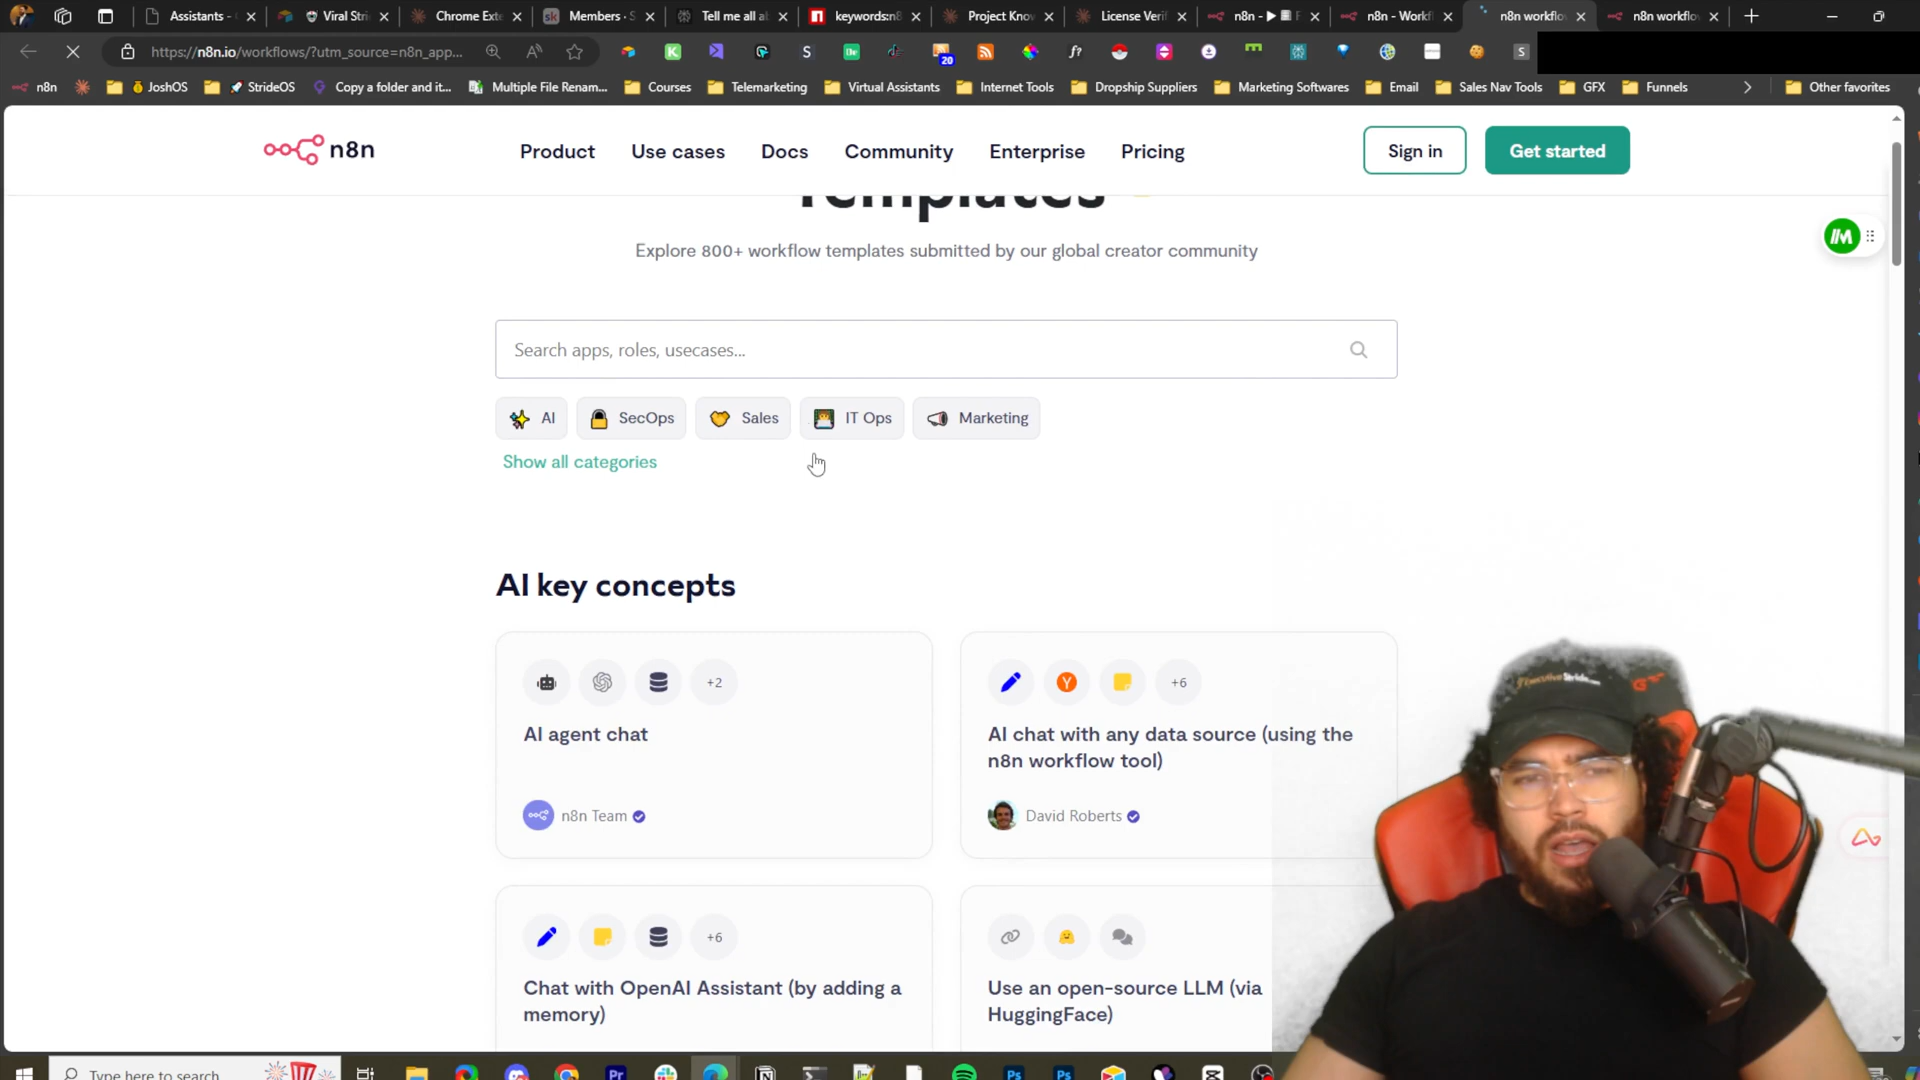 Assistants -
Viral Stri
Chrome Exte
Members - S
Tell me all a
keywords:n8
Project Know
License Verif
n8n -
n8n - Workf
n8n workflo
n8n workflo
https://n8n.io/workflows/?utm_source=n8n_app...
20
n8n
JoshOS
StrideOS
Copy a folder and it...
Multiple File Renam...
Courses
Telemarketing
Virtual Assistants
Internet Tools
Dropship Suppliers
Marketing Softwares
Email
Sales Nav Tools
GFX
Funnels
Other favorites
n8n
Product
Use cases
Docs
Community
Enterprise
Pricing
Sign in
Get started
Templates
Explore 800+ workflow templates submitted by our global creator community
Search apps, roles, usecases...
AI
SecOps
Sales
IT Ops
Marketing
Show all categories
AI key concepts
+2
AI agent chat
n8n Team
+6
AI chat with any data source (using the
n8n workflow tool)
David Roberts
+6
Chat with OpenAI Assistant (by adding a
memory)
Use an open-source LLM (via
HuggingFace)
Type here to search